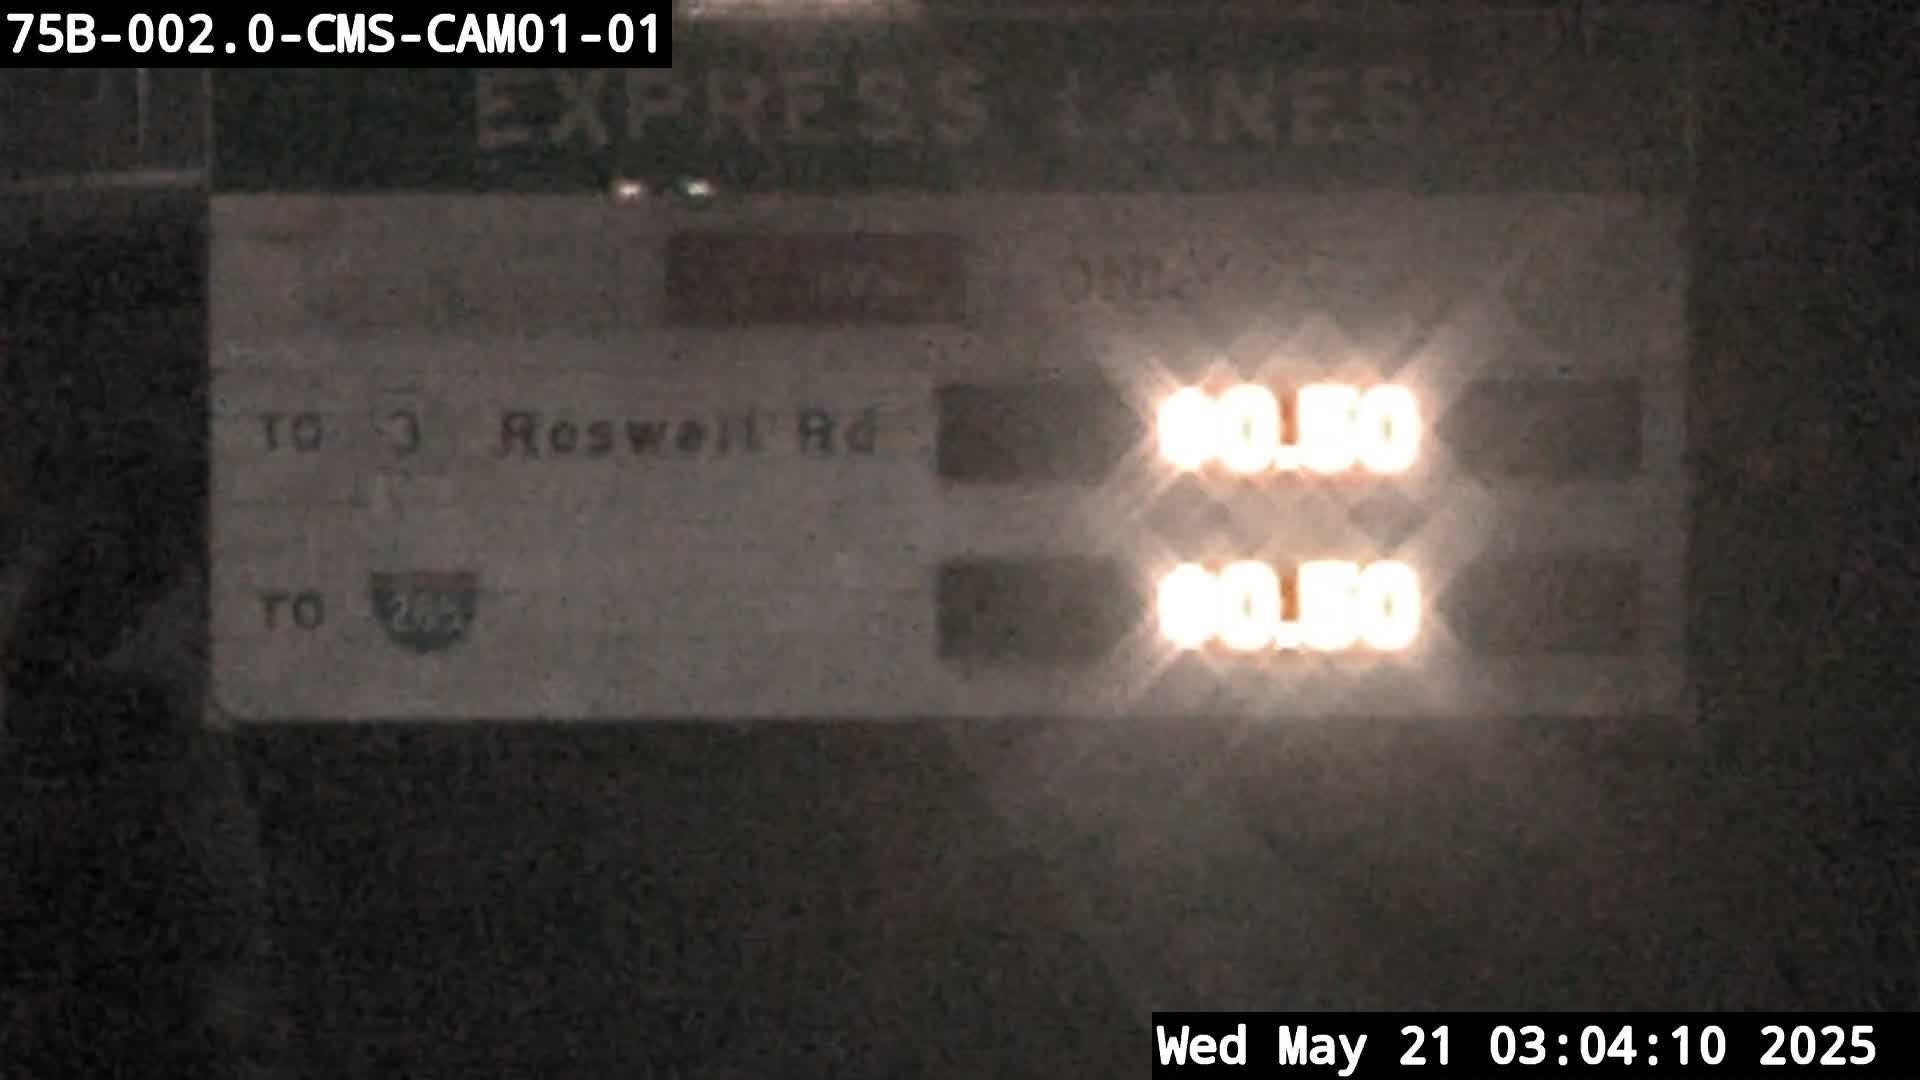 75B-002.0-CMS-CAM01-01
EXPRESS LANES
TO 3 Roswell Rd $0.50
TO $0.50
Wed May 21 03:04:10 2025